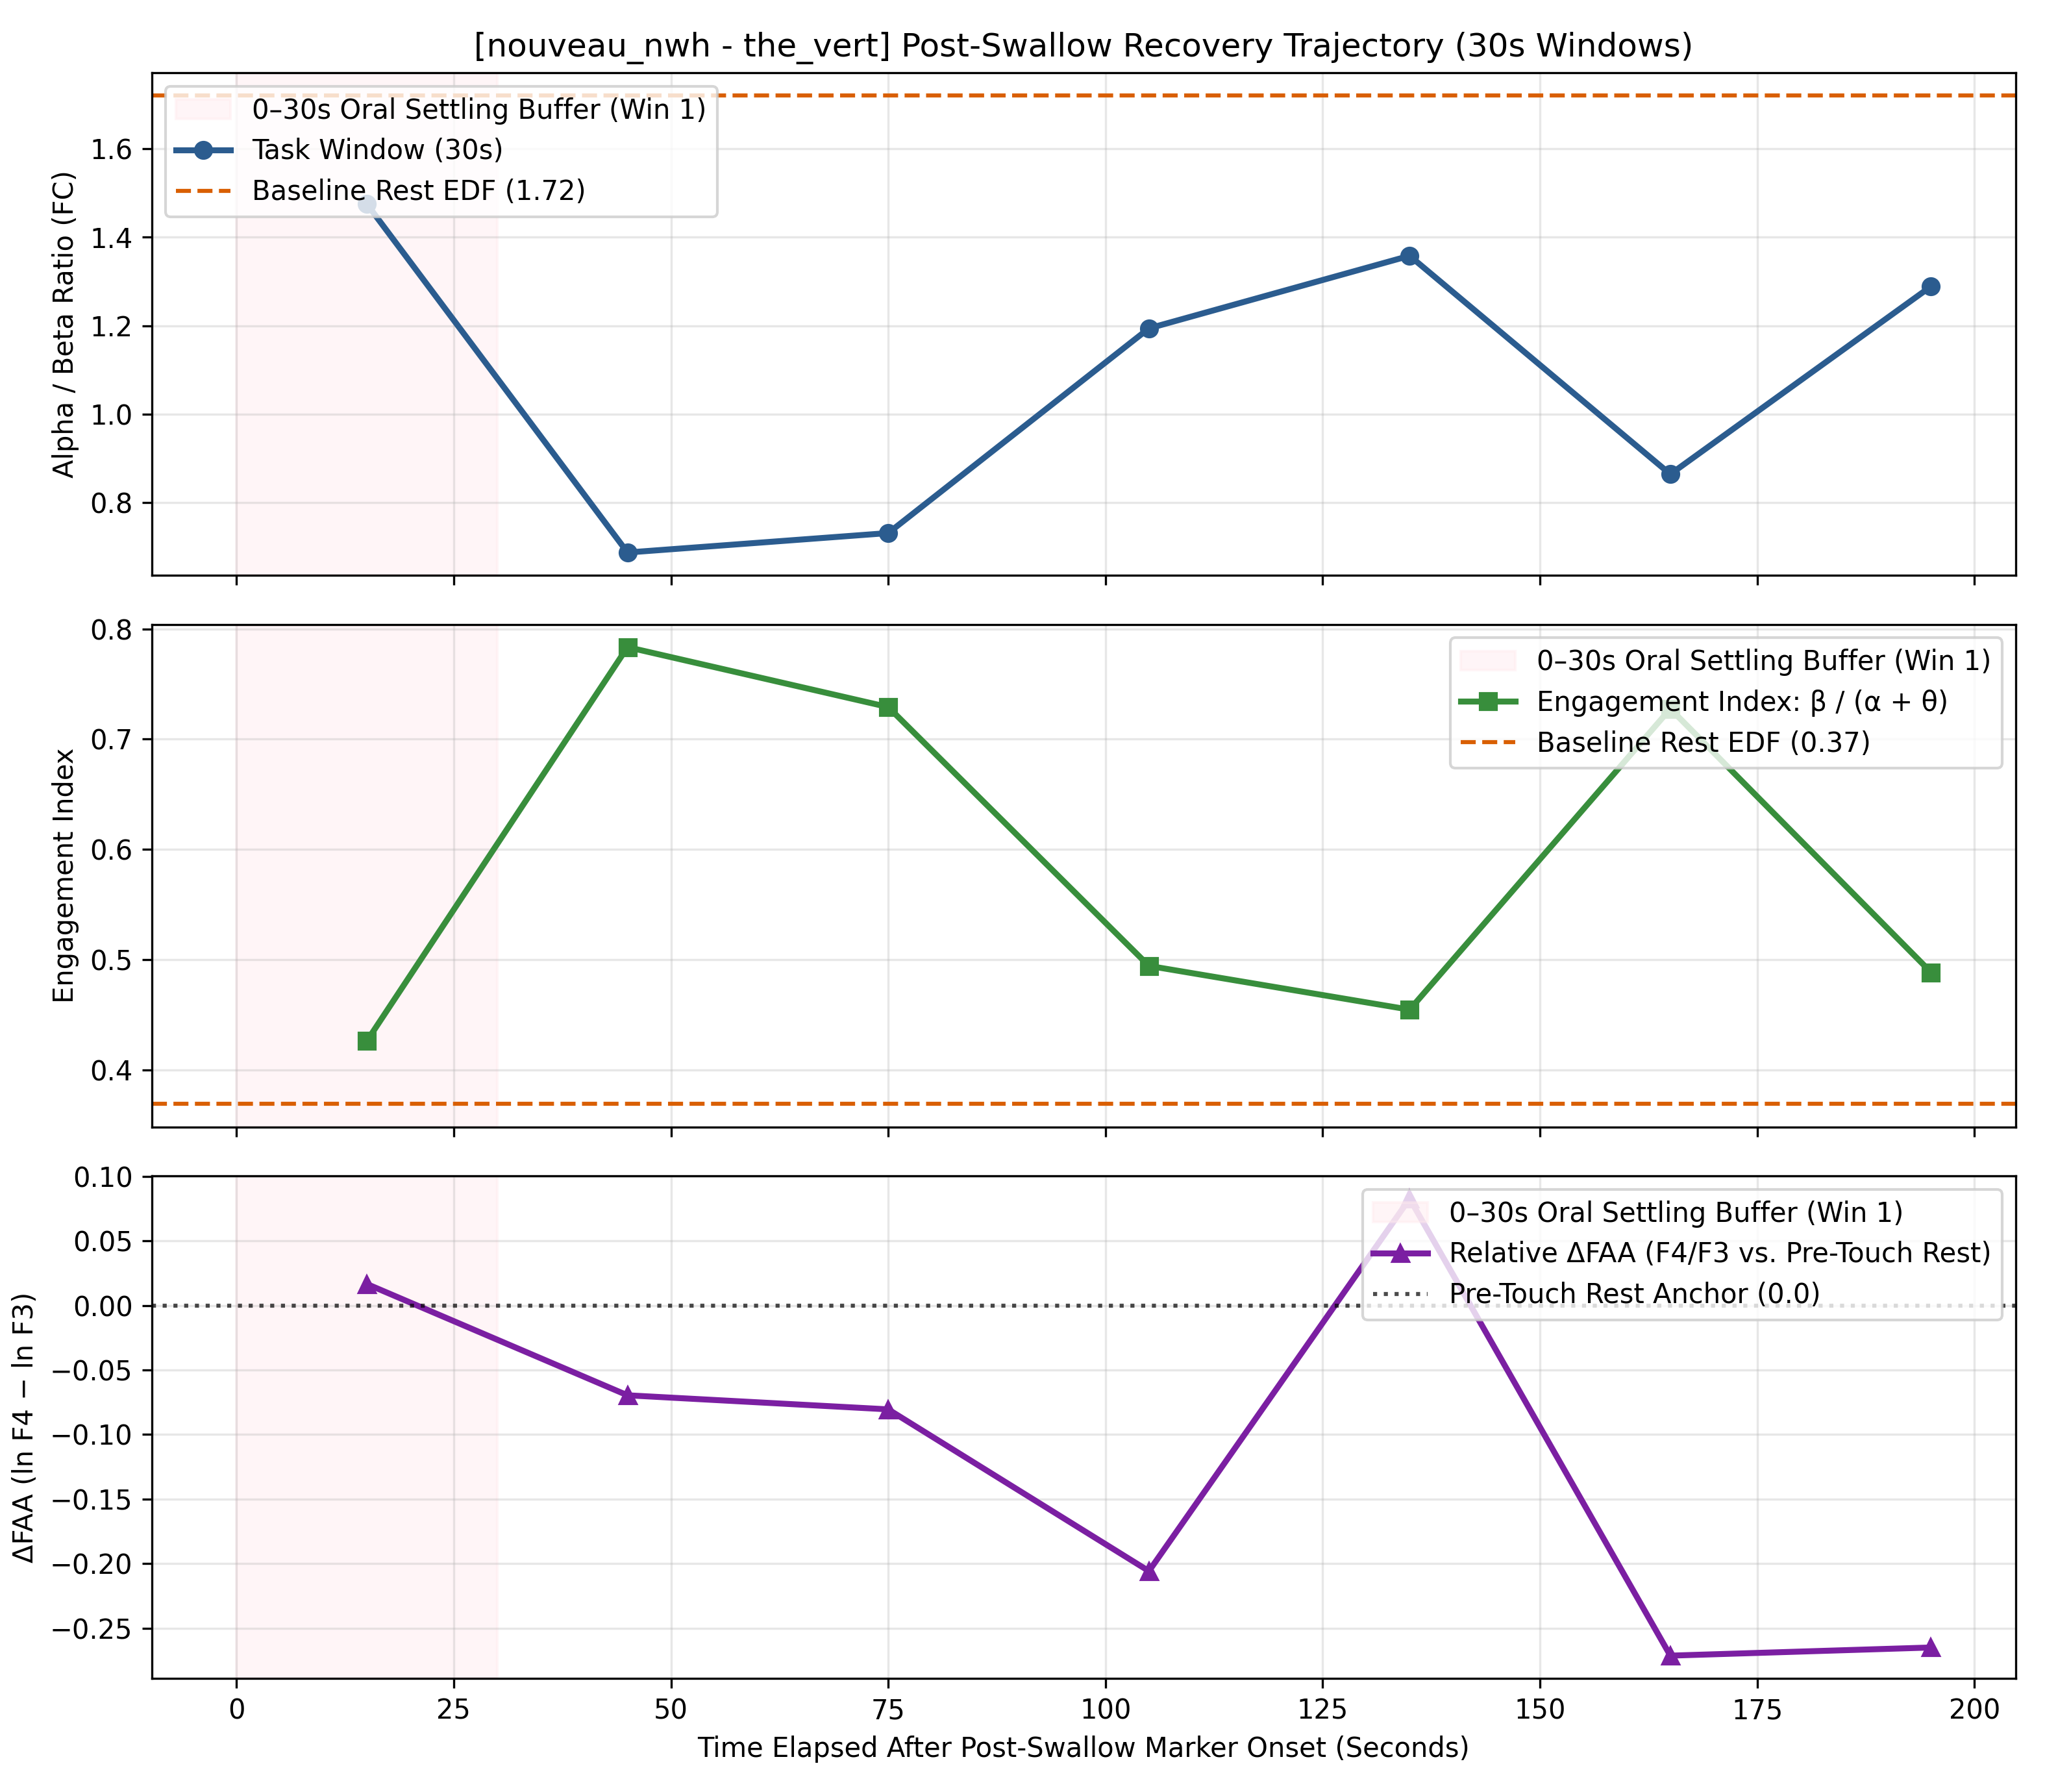 [nouveau_nwh - the_vert] Post-Swallow Recovery Trajectory (30s Windows)
Alpha / Beta Ratio (FC)
1.6
1.4
1.2
1.0
0.8
0–30s Oral Settling Buffer (Win 1)
Task Window (30s)
Baseline Rest EDF (1.72)
Engagement Index
0.8
0.7
0.6
0.5
0.4
0–30s Oral Settling Buffer (Win 1)
Engagement Index: β / (α + θ)
Baseline Rest EDF (0.37)
ΔFAA (ln F4 − ln F3)
0.10
0.05
0.00
−0.05
−0.10
−0.15
−0.20
−0.25
0–30s Oral Settling Buffer (Win 1)
Relative ΔFAA (F4/F3 vs. Pre-Touch Rest)
Pre-Touch Rest Anchor (0.0)
0 25 50 75 100 125 150 175 200
Time Elapsed After Post-Swallow Marker Onset (Seconds)